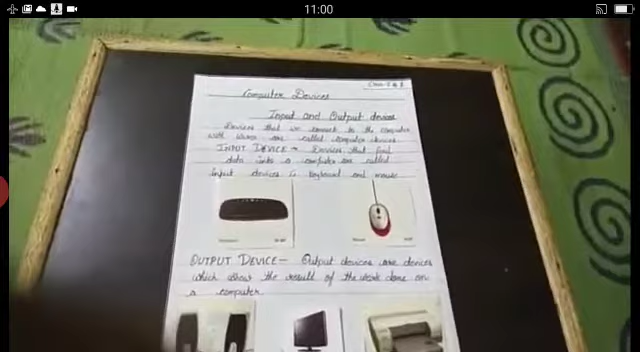 11:00
Class-
Computer Devices
Input and Output devices
Devices that we connect to the computer
with wires are called computer devices
INPUT DEVICE - Devices that feed
data into a computer are called
input devices keyboard and mouse
OUTPUT DEVICE - Output devices are devices
which show the result of the work done on
a computer.